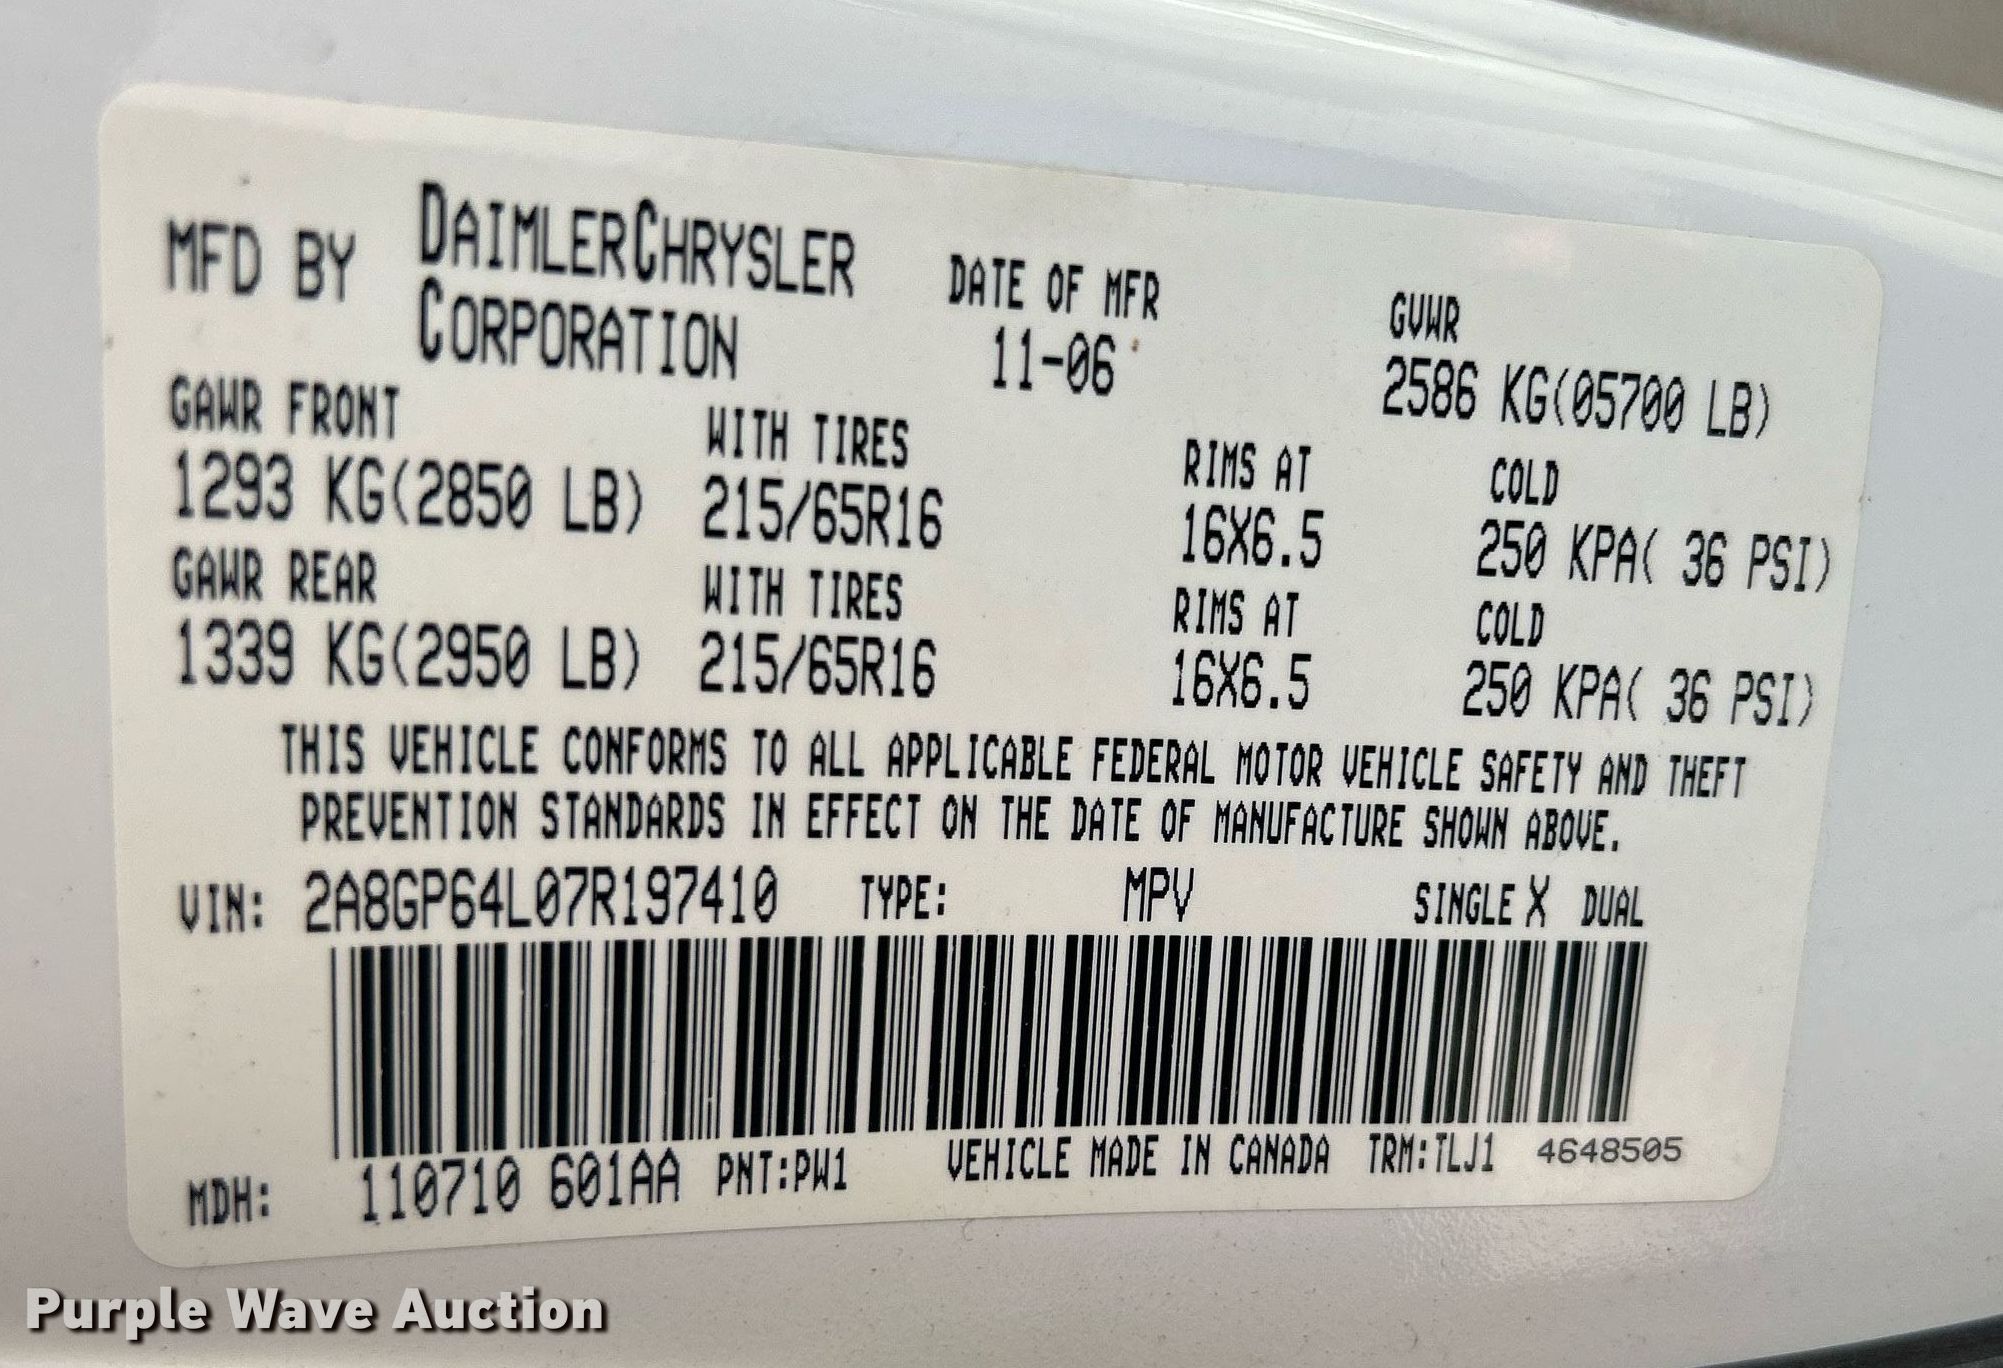 MFD BY DAIMLERCHRYSLER CORPORATION
DATE OF MFR
11-06
GVWR
2586 KG(05700 LB)
GAWR FRONT WITH TIRES RIMS AT COLD
1293 KG(2850 LB) 215/65R16 16X6.5 250 KPA( 36 PSI)
GAWR REAR WITH TIRES RIMS AT COLD
1339 KG(2950 LB) 215/65R16 16X6.5 250 KPA( 36 PSI)
THIS VEHICLE CONFORMS TO ALL APPLICABLE FEDERAL MOTOR VEHICLE SAFETY AND THEFT
PREVENTION STANDARDS IN EFFECT ON THE DATE OF MANUFACTURE SHOWN ABOVE.
VIN: 2A8GP64L07R197410 TYPE: MPV SINGLE X DUAL
MDH: 110710 601AA PNT:PW1 VEHICLE MADE IN CANADA TRM:TLJ1 4648505
Purple Wave Auction